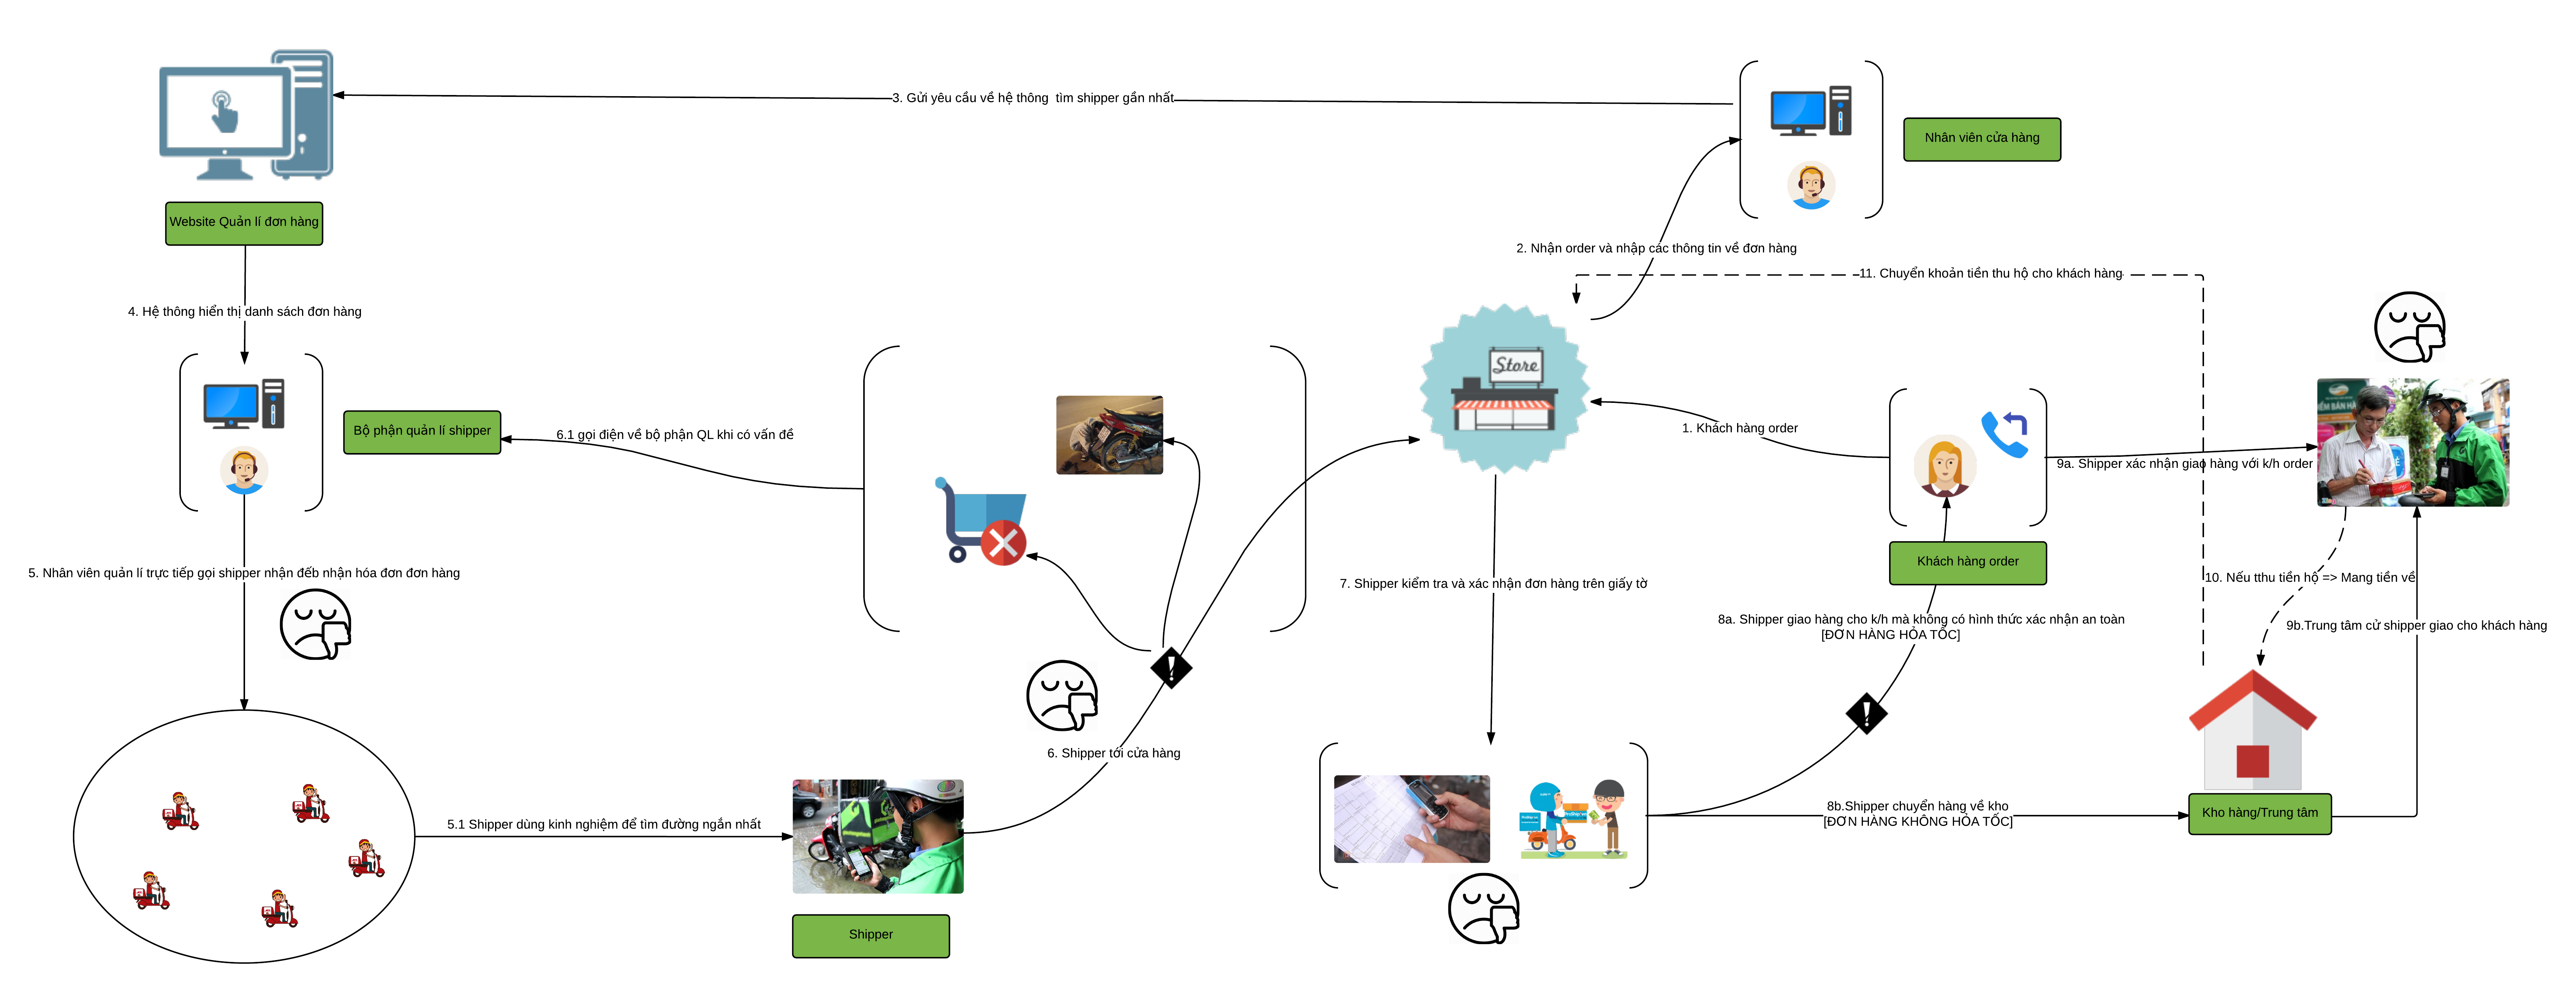 3. Gửi yêu cầu về hệ thông  tìm shipper gần nhất
Nhân viên cửa hàng
Website Quản lí đơn hàng
2. Nhận order và nhập các thông tin về đơn hàng
11. Chuyển khoản tiền thu hộ cho khách hàng
4. Hệ thông hiển thị danh sách đơn hàng
Store
Bộ phận quản lí shipper
6.1 gọi điện về bộ phận QL khi có vấn đề
1. Khách hàng order
9a. Shipper xác nhận giao hàng với k/h order
Khách hàng order
5. Nhân viên quản lí trực tiếp gọi shipper nhận đếb nhận hóa đơn đơn hàng
7. Shipper kiểm tra và xác nhận đơn hàng trên giấy tờ
10. Nếu tthu tiền hộ => Mang tiền về
8a. Shipper giao hàng cho k/h mà không có hình thức xác nhận an toàn
[ĐƠN HÀNG HỎA TỐC]
9b.Trung tâm cử shipper giao cho khách hàng
6. Shipper tới cửa hàng
5.1 Shipper dùng kinh nghiệm để tìm đường ngắn nhất
8b.Shipper chuyển hàng về kho
[ĐƠN HÀNG KHÔNG HỎA TỐC]
Kho hàng/Trung tâm
Shipper